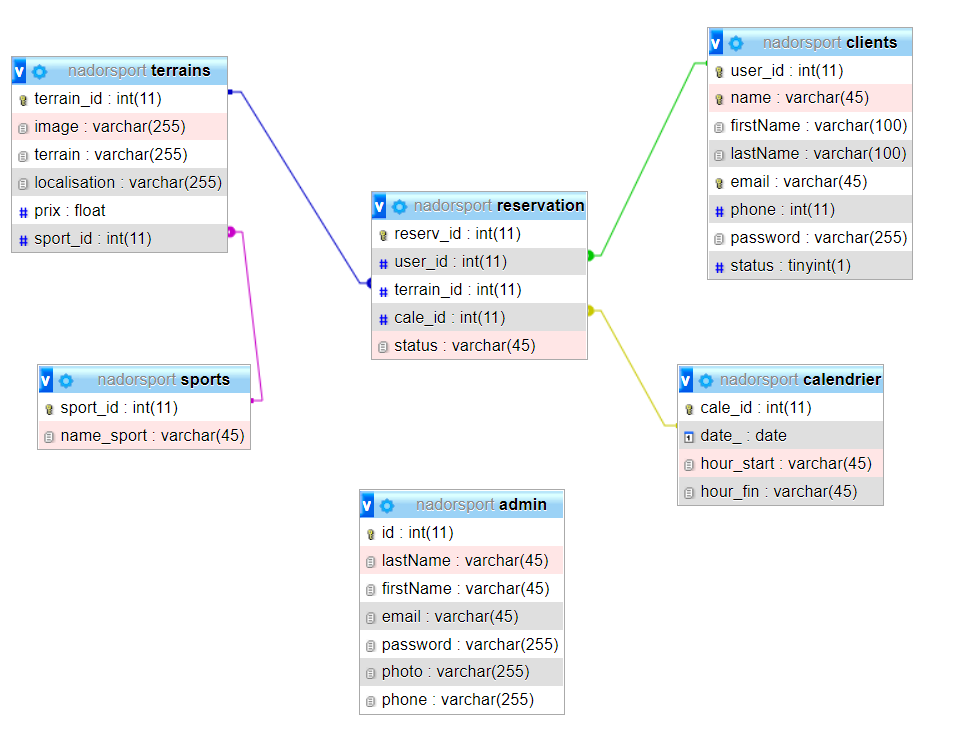 v nadorsport terrains
terrain_id : int(11)
image : varchar(255)
terrain : varchar(255)
localisation : varchar(255)
# prix : float
# sport_id : int(11)
v nadorsport clients
user_id : int(11)
name : varchar(45)
firstName : varchar(100)
lastName : varchar(100)
email : varchar(45)
# phone : int(11)
password : varchar(255)
# status : tinyint(1)
v nadorsport reservation
reserv_id : int(11)
# user_id : int(11)
# terrain_id : int(11)
# cale_id : int(11)
status : varchar(45)
v nadorsport sports
sport_id : int(11)
name_sport : varchar(45)
v nadorsport calendrier
cale_id : int(11)
date_ : date
hour_start : varchar(45)
hour_fin : varchar(45)
v nadorsport admin
id : int(11)
lastName : varchar(45)
firstName : varchar(45)
email : varchar(45)
password : varchar(255)
photo : varchar(255)
phone : varchar(255)